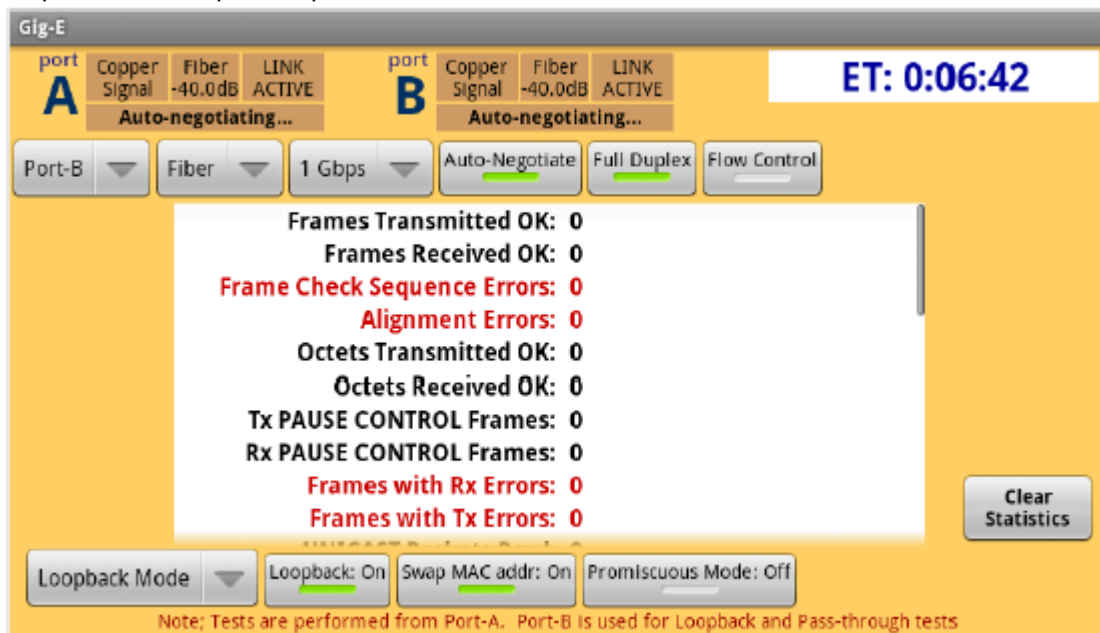 Gig-E
port A Copper Signal Fiber -40.0dB LINK ACTIVE
Auto-negotiating...
port B Copper Signal Fiber -40.0dB LINK ACTIVE
Auto-negotiating...
ET: 0:06:42
Port-B Fiber 1 Gbps Auto-Negotiate Full Duplex Flow Control
Frames Transmitted OK: 0
Frames Received OK: 0
Frame Check Sequence Errors: 0
Alignment Errors: 0
Octets Transmitted OK: 0
Octets Received OK: 0
Tx PAUSE CONTROL Frames: 0
Rx PAUSE CONTROL Frames: 0
Frames with Rx Errors: 0
Frames with Tx Errors: 0
Clear
Statistics
Loopback Mode Loopback: On Swap MAC addr: On Promiscuous Mode: Off
Note; Tests are performed from Port-A. Port-B is used for Loopback and Pass-through tests